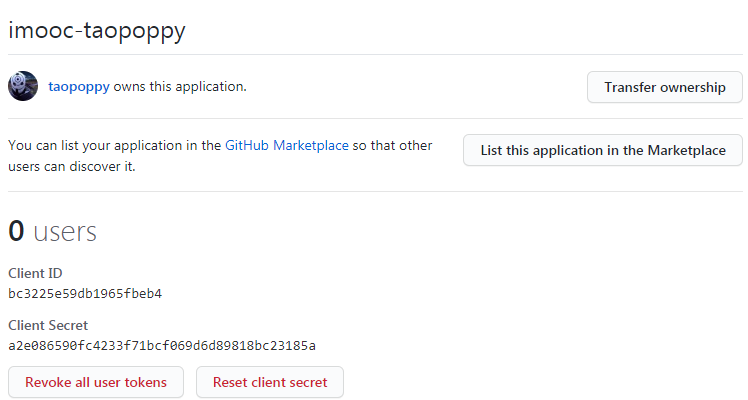 imooc-taopoppy
taopoppy owns this application.
Transfer ownership
You can list your application in the GitHub Marketplace so that other
users can discover it.
List this application in the Marketplace
0 users
Client ID
bc3225e59db1965fbeb4
Client Secret
a2e086590fc4233f71bcf069d6d89818bc23185a
Revoke all user tokens
Reset client secret